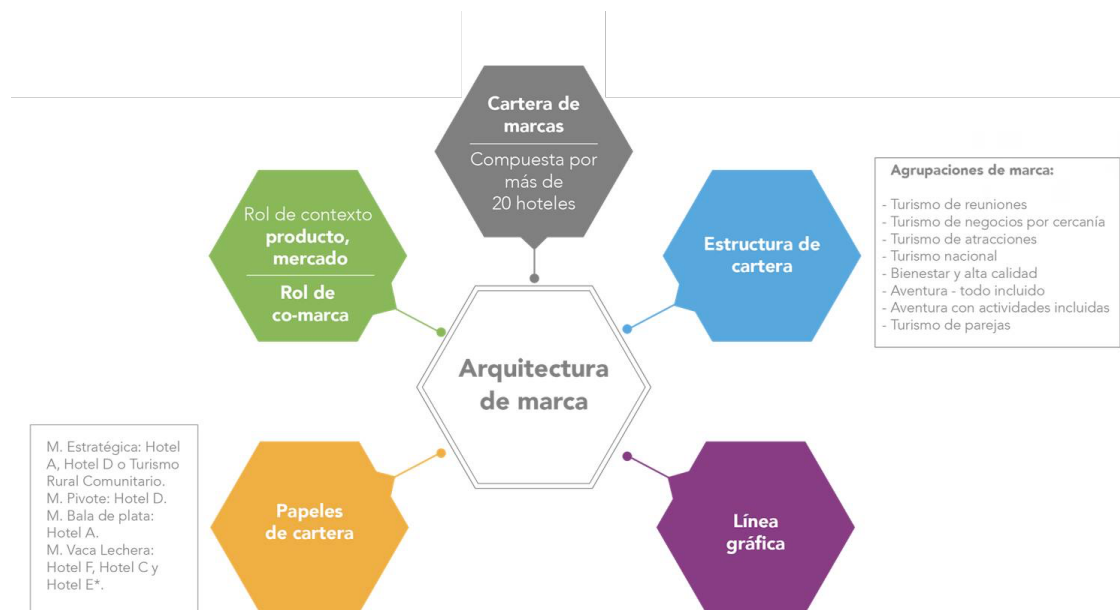 Cartera de
marcas
Compuesta por
más de
20 hoteles
Rol de contexto
producto,
mercado
Rol de
co-marca
Estructura de
cartera
Agrupaciones de marca:
- Turismo de reuniones
- Turismo de negocios por cercanía
- Turismo de atracciones
- Turismo nacional
- Bienestar y alta calidad
- Aventura - todo incluido
- Aventura con actividades incluidas
- Turismo de parejas
Arquitectura
de marca
M. Estratégica: Hotel
A, Hotel D o Turismo
Rural Comunitario.
M. Pivote: Hotel D.
M. Bala de plata:
Hotel A.
M. Vaca Lechera:
Hotel F, Hotel C y
Hotel E*.
Papeles
de cartera
Línea
gráfica